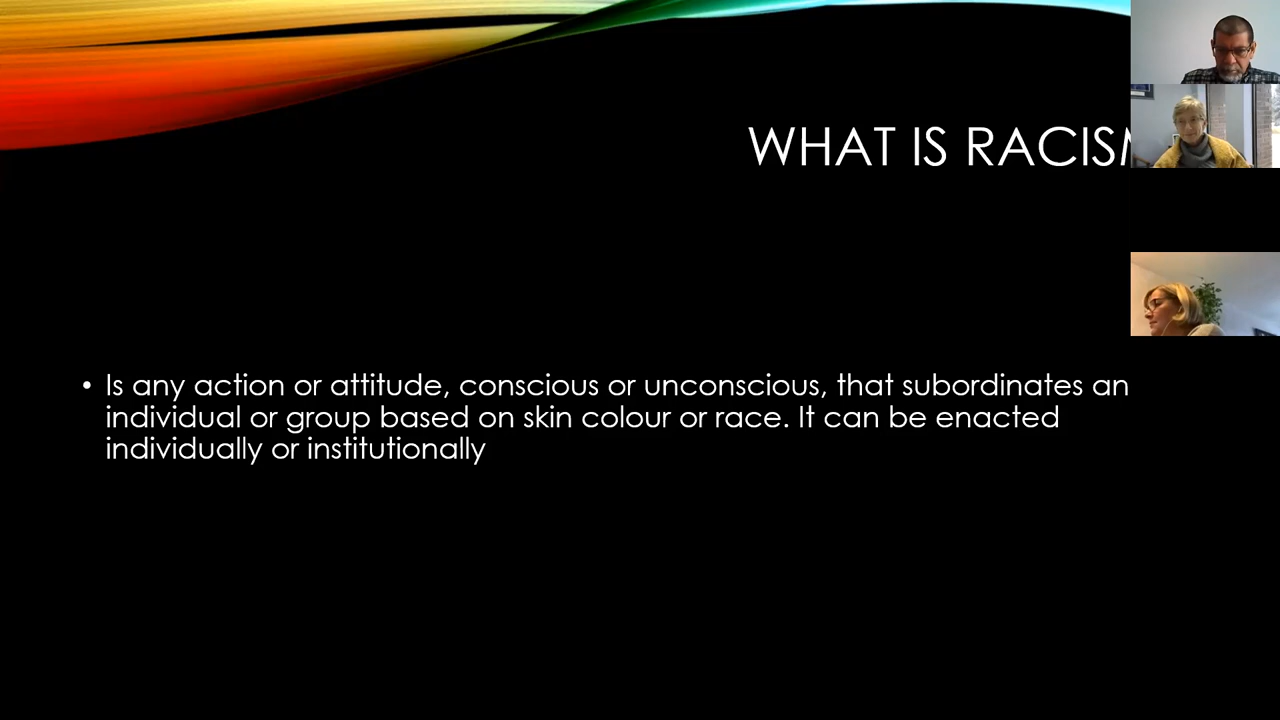 WHAT IS RACISM
• Is any action or attitude, conscious or unconscious, that subordinates an
individual or group based on skin colour or race. It can be enacted
individually or institutionally